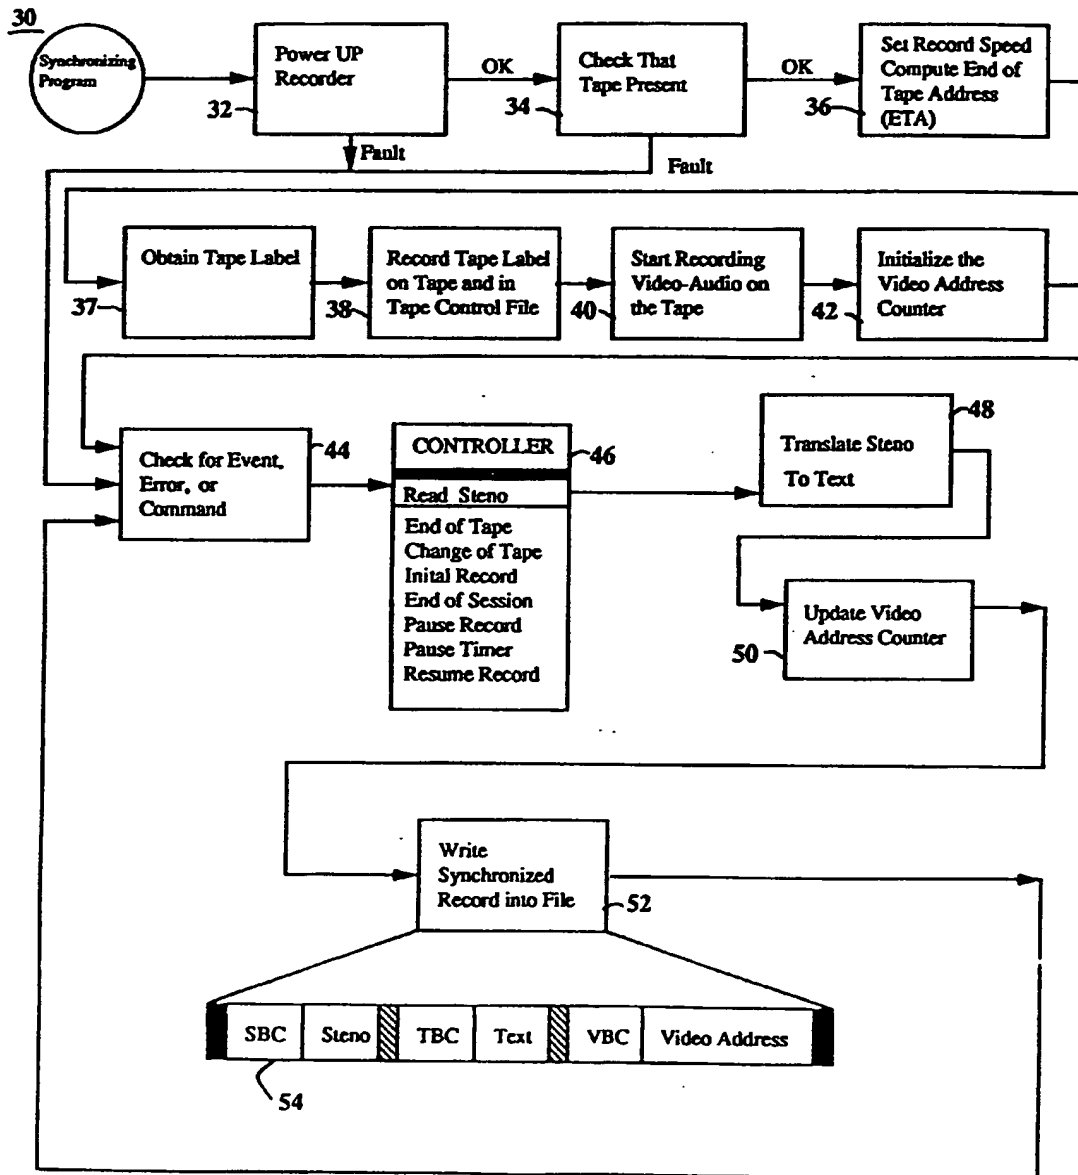 30
Synchronizing
Program
Power UP
Recorder
32
OK
Check That
Tape Present
34
OK
Set Record Speed
Compute End of
Tape Address
(ETA)
36
Fault
Fault
Obtain Tape Label
37
Record Tape Label
on Tape and in
Tape Control File
38
Start Recording
Video-Audio on
the Tape
40
Initialize the
Video Address
Counter
42
Check for Event,
Error, or
Command
44
CONTROLLER
46
Read Steno
End of Tape
Change of Tape
Inital Record
End of Session
Pause Record
Pause Timer
Resume Record
48
Translate Steno
To Text
Update Video
Address Counter
50
Write
Synchronized
Record into File
52
SBC Steno TBC Text VBC Video Address
54